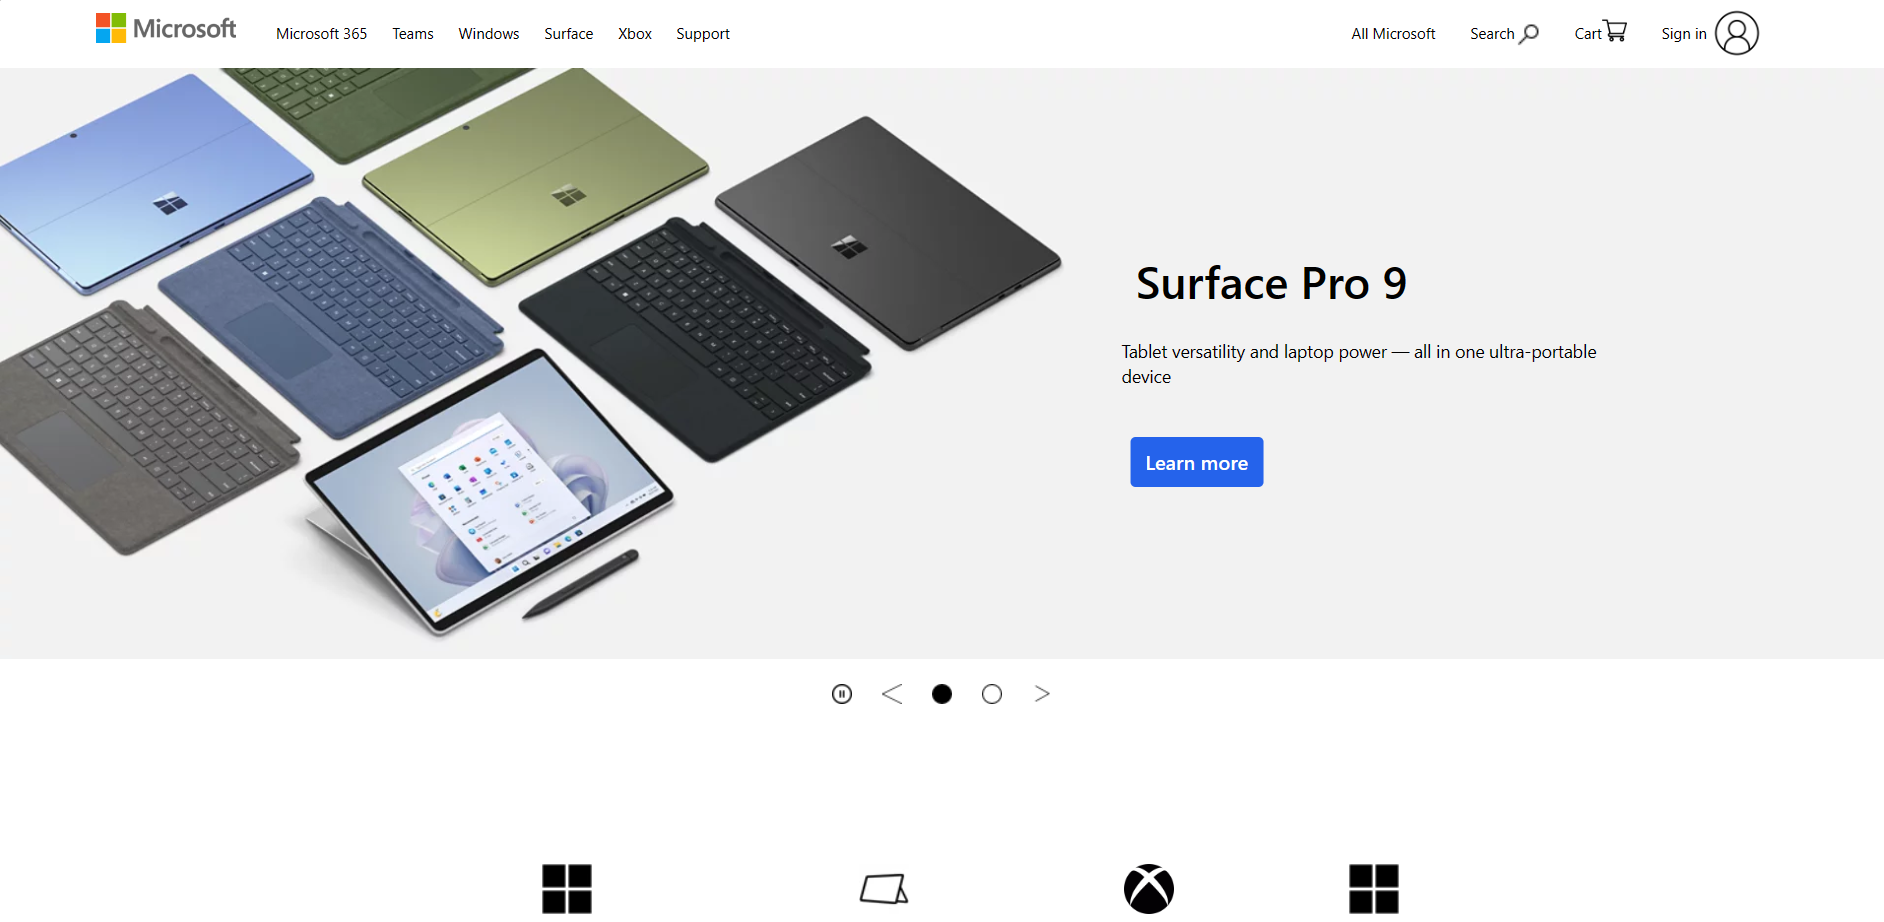 Microsoft
Microsoft 365
Teams
Windows
Surface
Xbox
Support
All Microsoft
Search
Cart
Sign in
Surface Pro 9
Tablet versatility and laptop power — all in one ultra-portable
device
Learn more